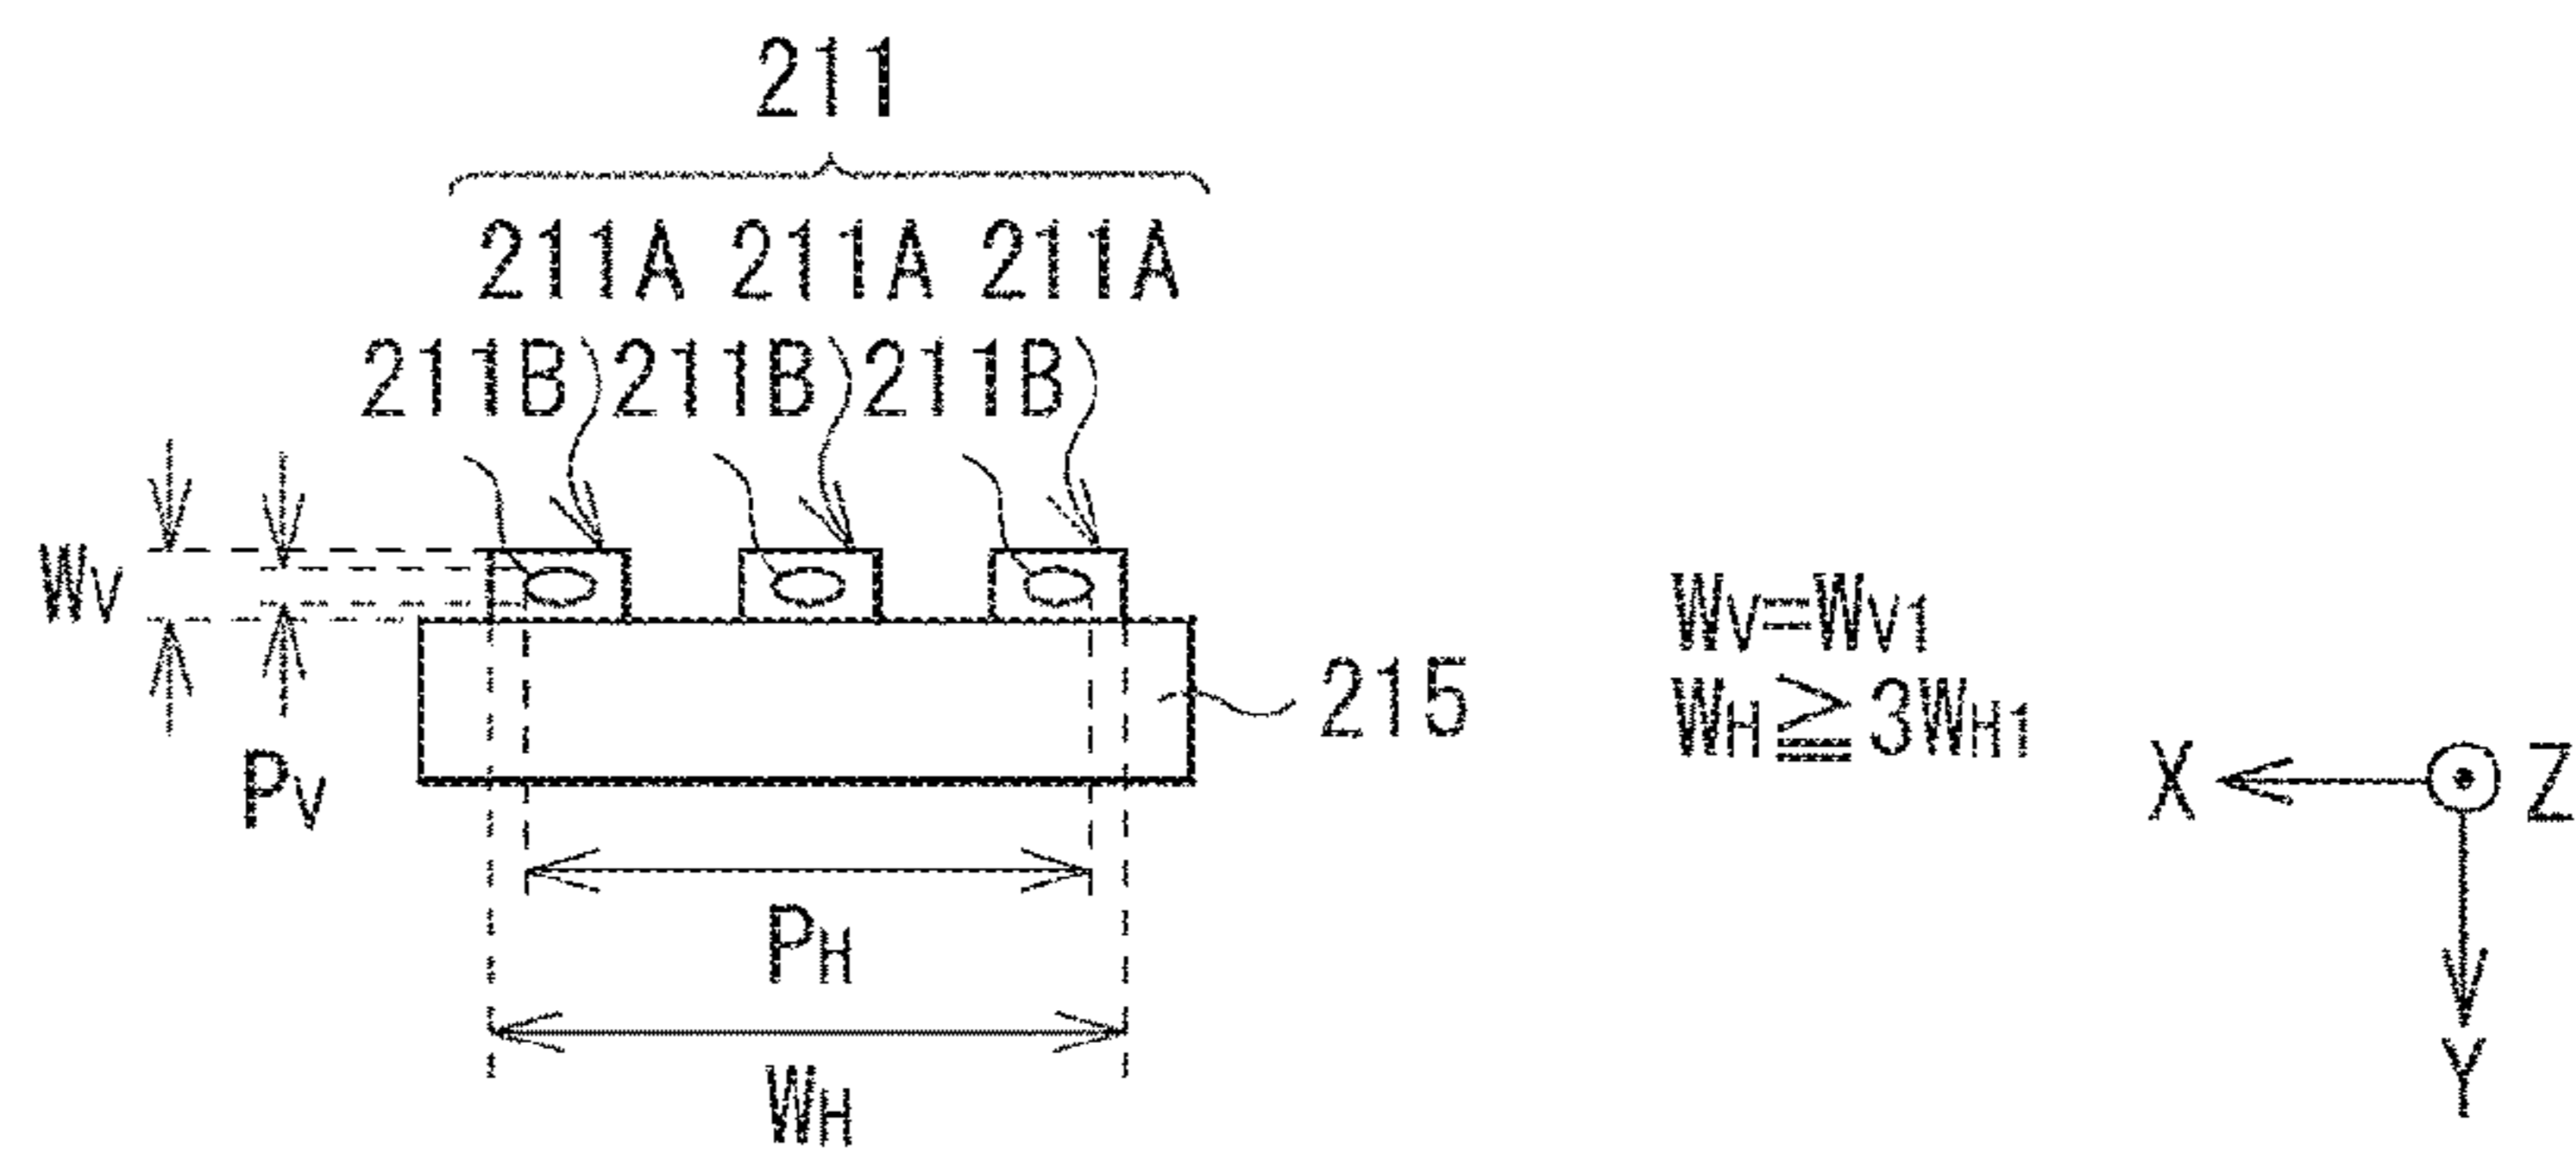 211
211A 211A 211A
211B 211B 211B
WV
PV
215
PH
WH
WV=WV1
WH≧3WH1
X
Z
Y